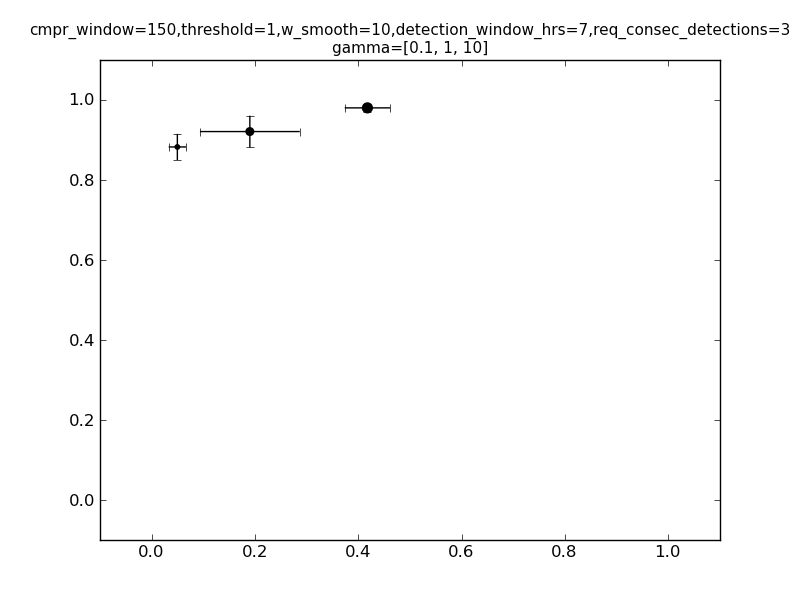 cmpr_window=150,threshold=1,w_smooth=10,detection_window_hrs=7,req_consec_detections=3
gamma=[0.1, 1, 10]
1.0
0.8
0.6
0.4
0.2
0.0
0.0 0.2 0.4 0.6 0.8 1.0